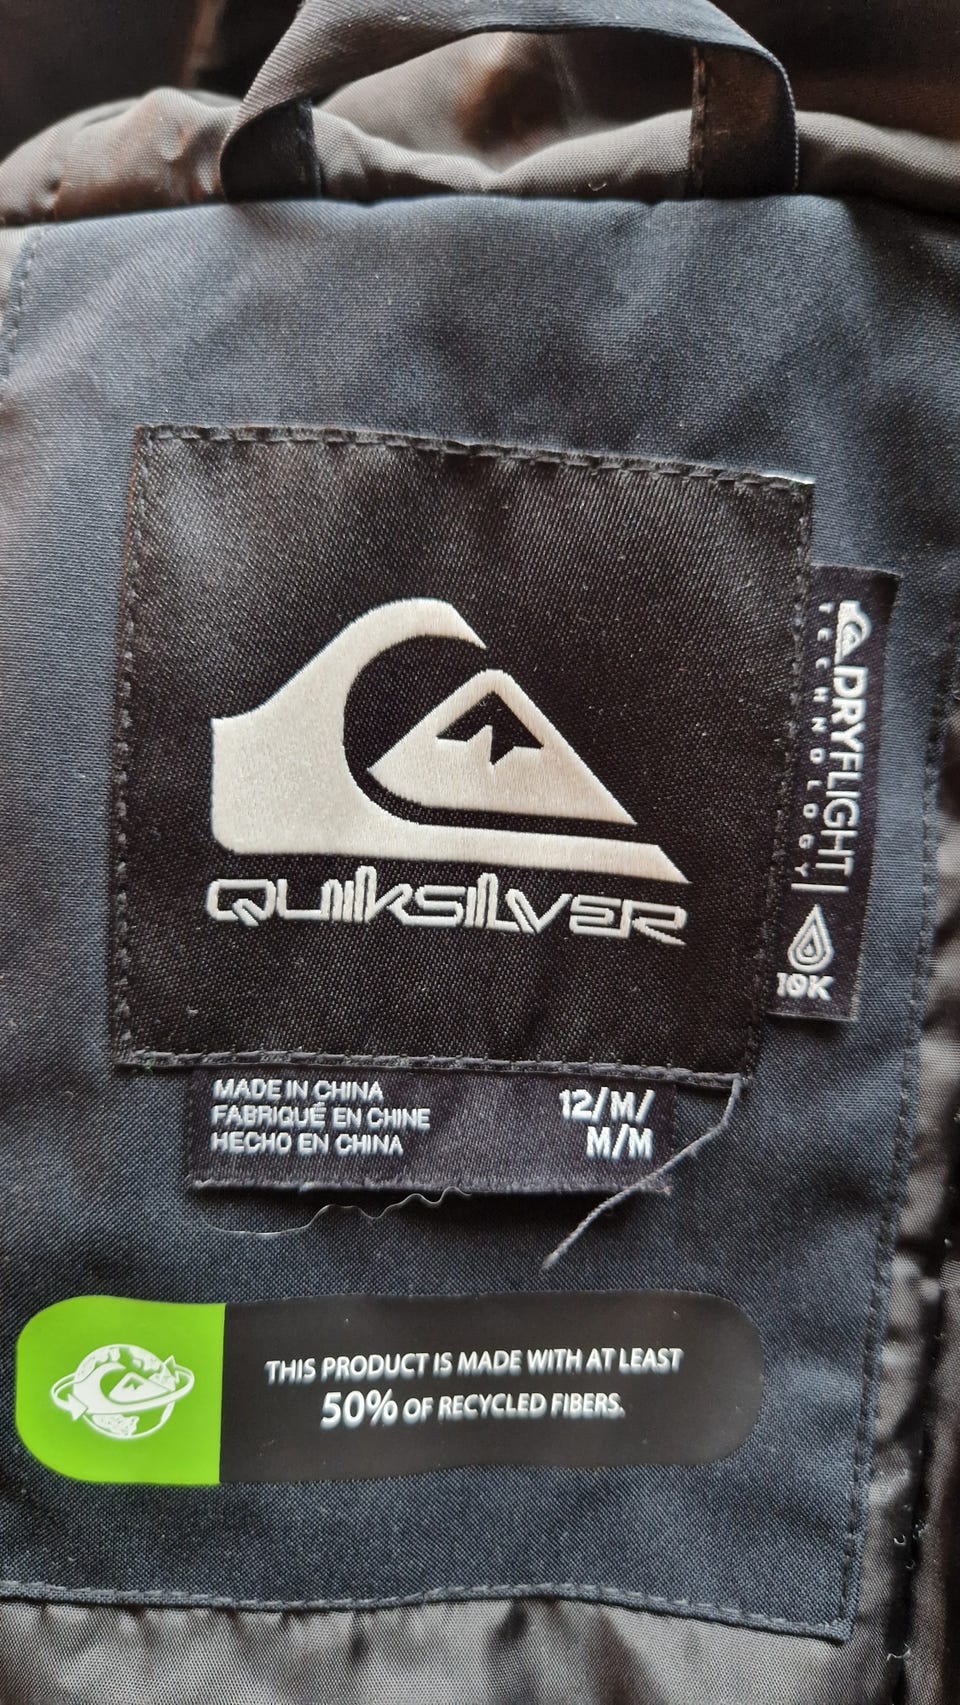 QUIKSILVER
DRYFLIGHT
TECHNOLOGY
10K
MADE IN CHINA
FABRIQUÉ EN CHINE
HECHO EN CHINA
12/M/
M/M
THIS PRODUCT IS MADE WITH AT LEAST
50% OF RECYCLED FIBERS.